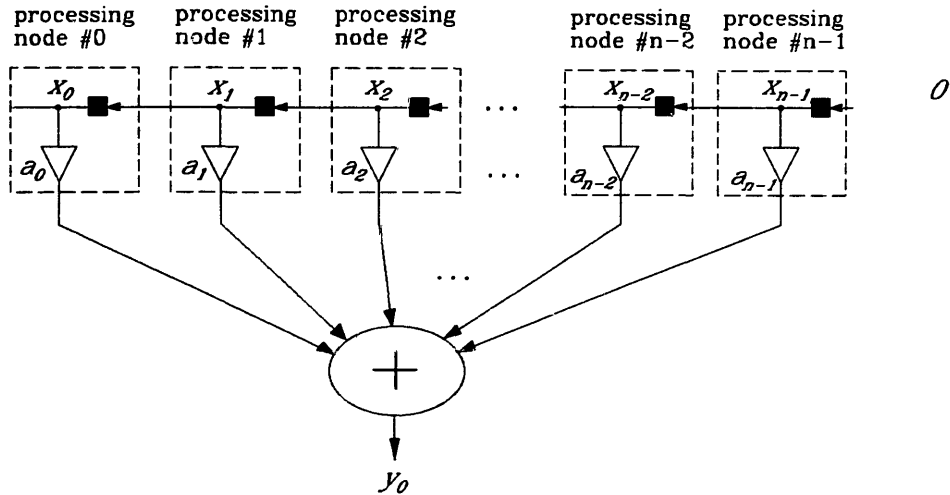 processing
node #0
processing
node #1
processing
node #2
processing
node #n-2
processing
node #n-1
x₀
x₁
x₂
...
xₙ₋₂
xₙ₋₁
0
a₀
a₁
a₂
...
aₙ₋₂
aₙ₋₁
...
+
y₀